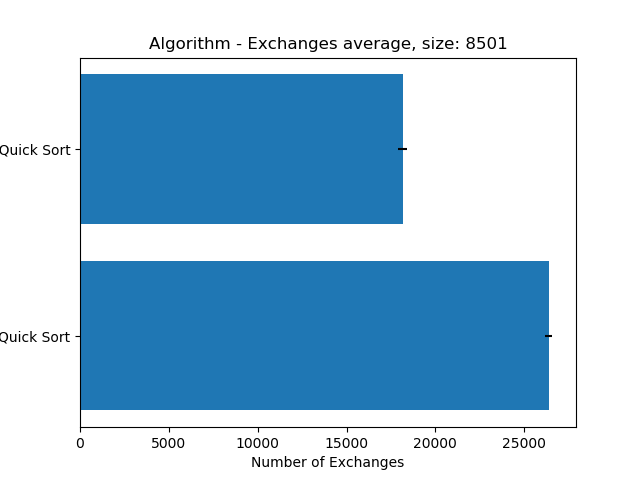 Algorithm - Exchanges average, size: 8501
Quick Sort
Quick Sort
0 5000 10000 15000 20000 25000
Number of Exchanges